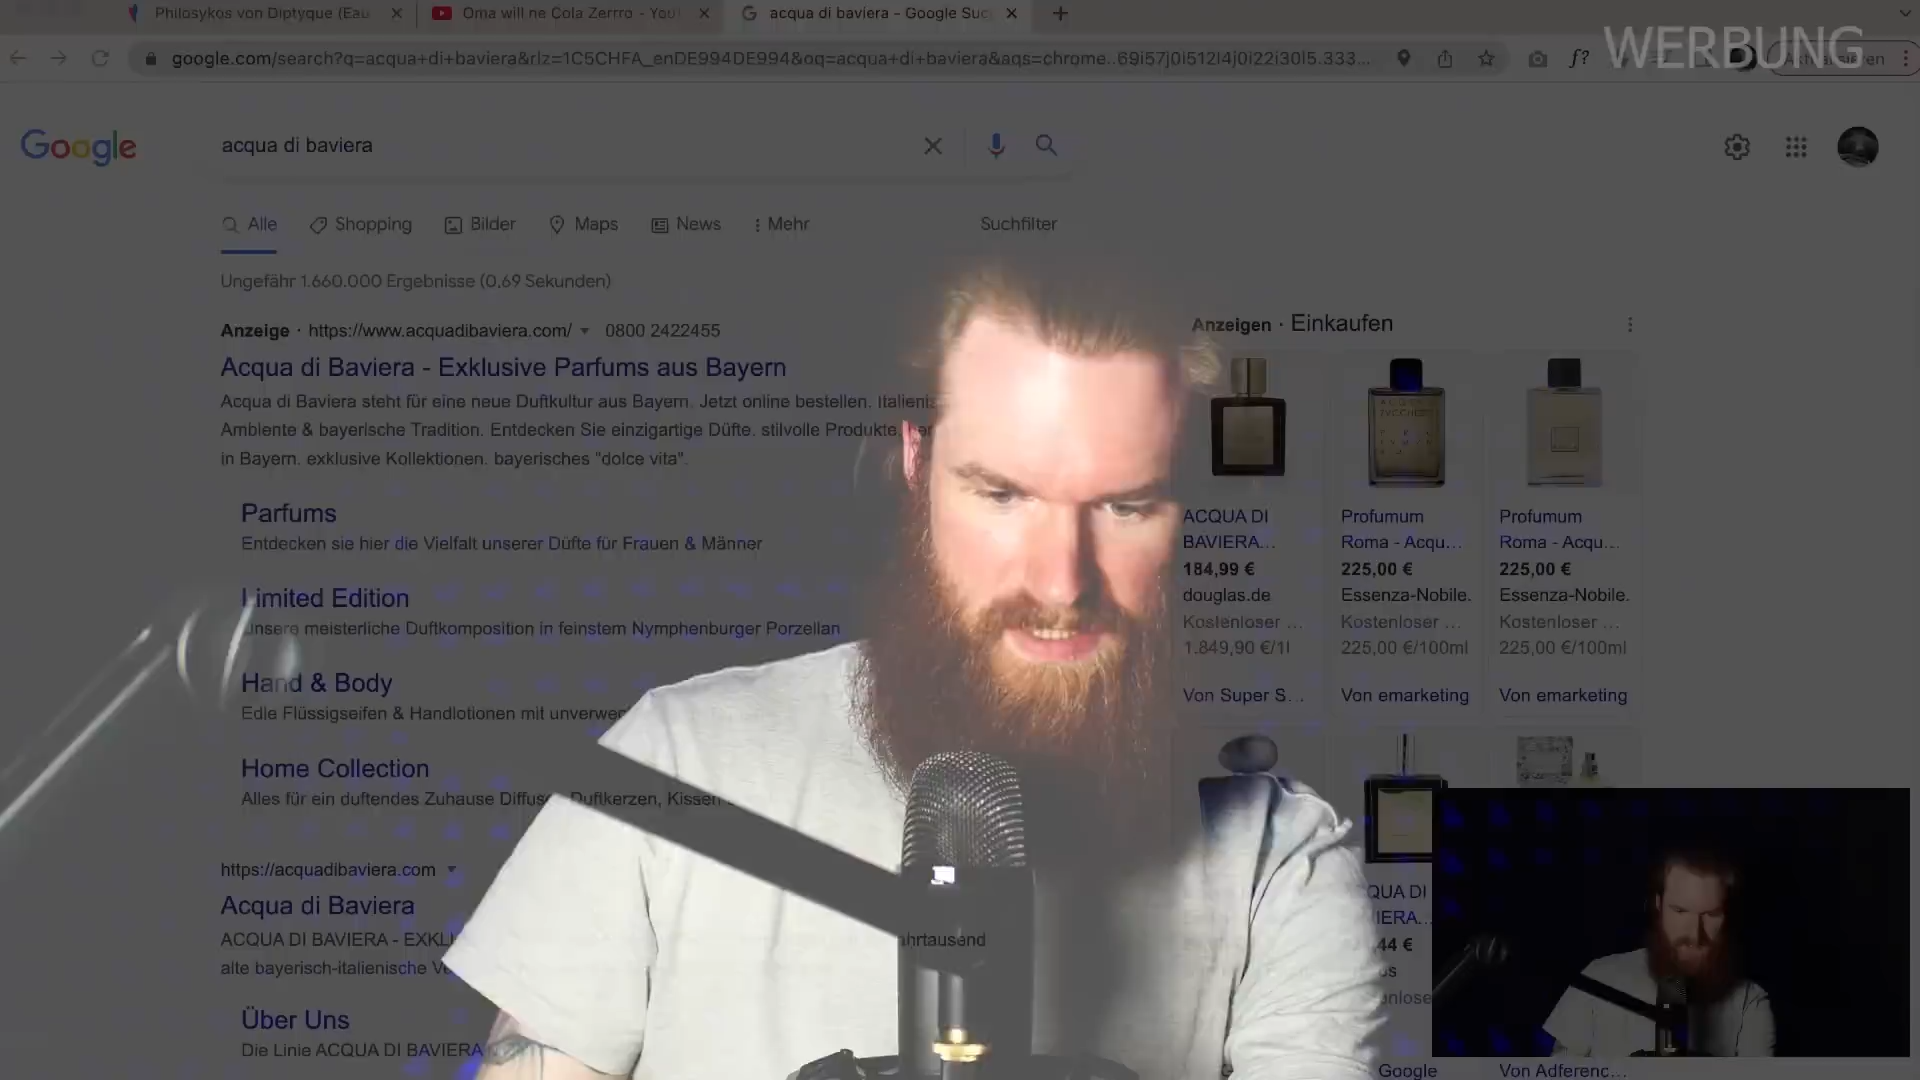 Philosykos von Diptyque (Eau
Oma will ne Cola Zerrro - You
acqua di baviera - Google Suc
google.com/search?q=acqua+di+baviera&rlz=1C5CHFA_enDE994DE994&oq=acqua+di+baviera&aqs=chrome..69i57j0i512l4j0i22i30l5.333...
f?
WERBUNG
Google
acqua di baviera
Alle
Shopping
Bilder
Maps
News
Mehr
Suchfilter
Ungefähr 1.660.000 Ergebnisse (0,69 Sekunden)
Anzeige · https://www.acquadibaviera.com/ 0800 2422455
Acqua di Baviera - Exklusive Parfums aus Bayern
Acqua di Baviera steht für eine neue Duftkultur aus Bayern. Jetzt online bestellen.
Ambiente & bayerische Tradition. Entdecken Sie einzigartige Düfte. stilvolle Produkte.
in Bayern. exklusive Kollektionen. bayerisches "dolce vita".
Parfums
Entdecken sie hier die Vielfalt unserer Düfte für Frauen & Männer
Limited Edition
Unsere meisterliche Duftkomposition in feinstem Nymphenburger Porzellan
Hand & Body
Edle Flüssigseifen & Handlotionen mit
Home Collection
Alles für ein duftendes Zuhause Duftkerzen, Kissen
https://acquadibaviera.com
Acqua di Baviera
ACQUA DI BAVIERA -
ahrtausend
alte bayerisch-italienische
Über Uns
Die Linie ACQUA DI BAVIERA
Anzeigen · Einkaufen
ACQUA DI
BAVIERA...
184,99 €
douglas.de
Kostenloser ...
1.849,90 €/1l
Von Super S...
Profumum
Roma - Acqu...
225,00 €
Essenza-Nobile.
Kostenloser ...
225,00 €/100ml
Von emarketing
Profumum
Roma - Acqu...
225,00 €
Essenza-Nobile.
Kostenloser ...
225,00 €/100ml
Von emarketing
QUA DI
IERA...
44 €
Google
Von Adferenc...